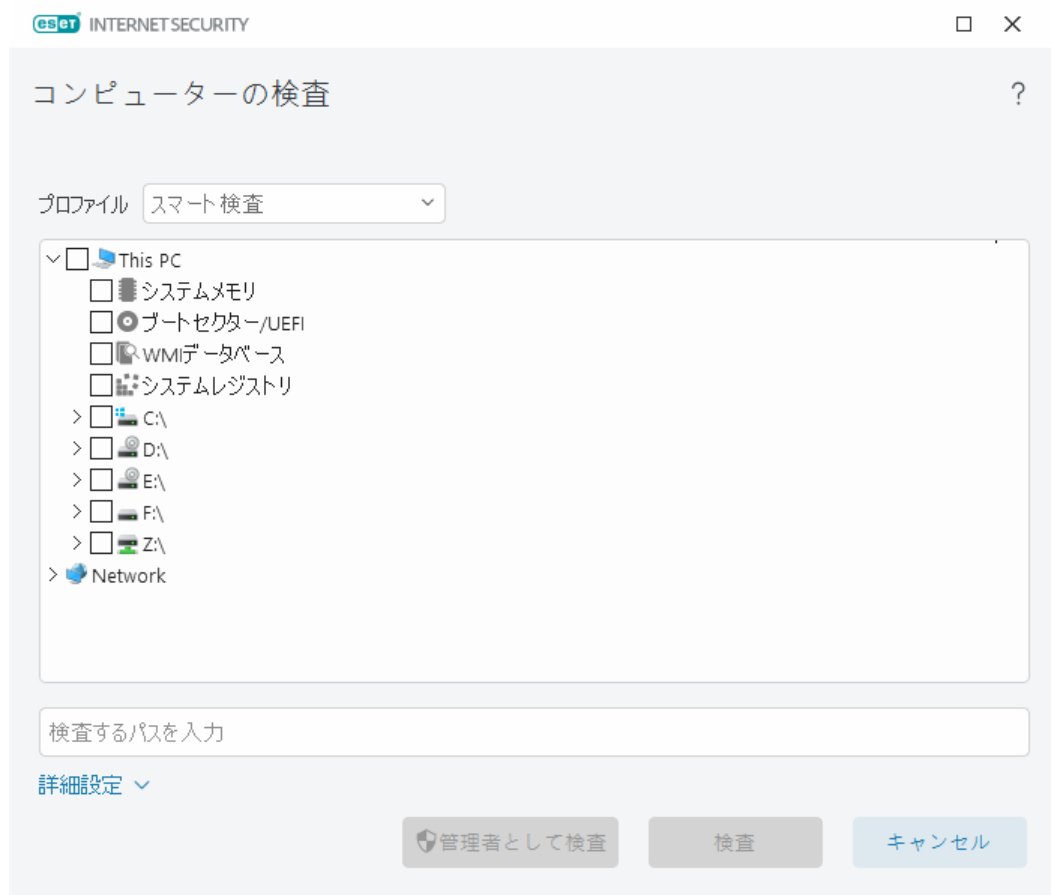 eset INTERNET SECURITY
コンピューターの検査
?
プロファイル スマート検査
This PC
システムメモリ
ブートセクター/UEFI
WMIデータベース
システムレジストリ
C:\
D:\
E:\
F:\
Z:\
Network
検査するパスを入力
詳細設定
管理者として検査 検査 キャンセル